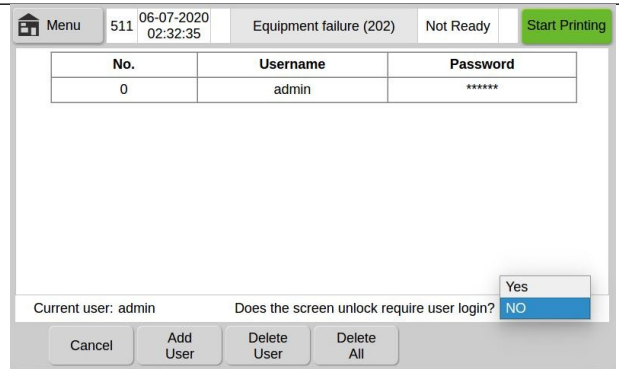 Menu
511
06-07-2020
02:32:35
Equipment failure (202)
Not Ready
Start Printing
No. Username Password
0 admin ******
Yes
Current user: admin Does the screen unlock require user login? NO
Cancel
Add
User
Delete
User
Delete
All